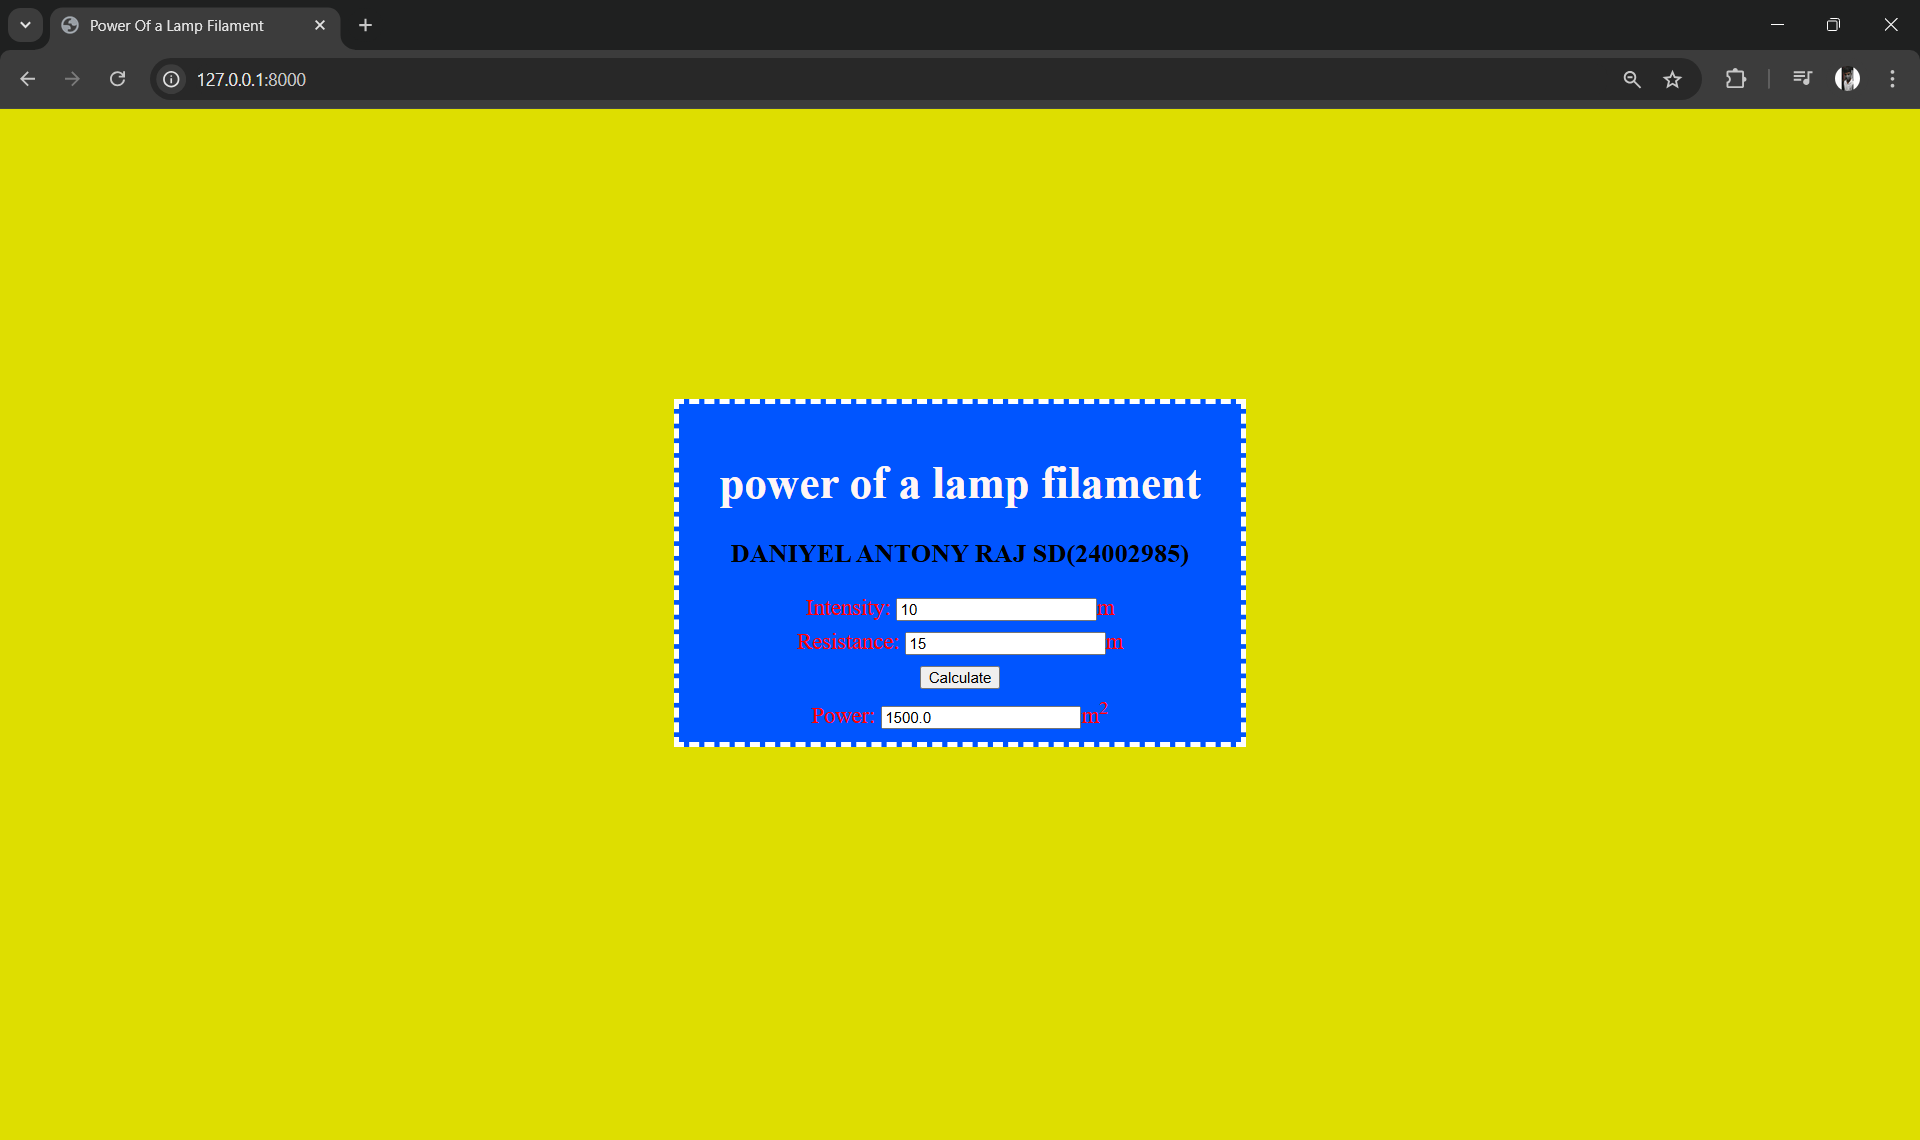 Power Of a Lamp Filament
127.0.0.1:8000
power of a lamp filament
DANIYEL ANTONY RAJ SD(24002985)
Intensity: 10 m
Resistance: 15 m
Calculate
Power: 1500.0 m²